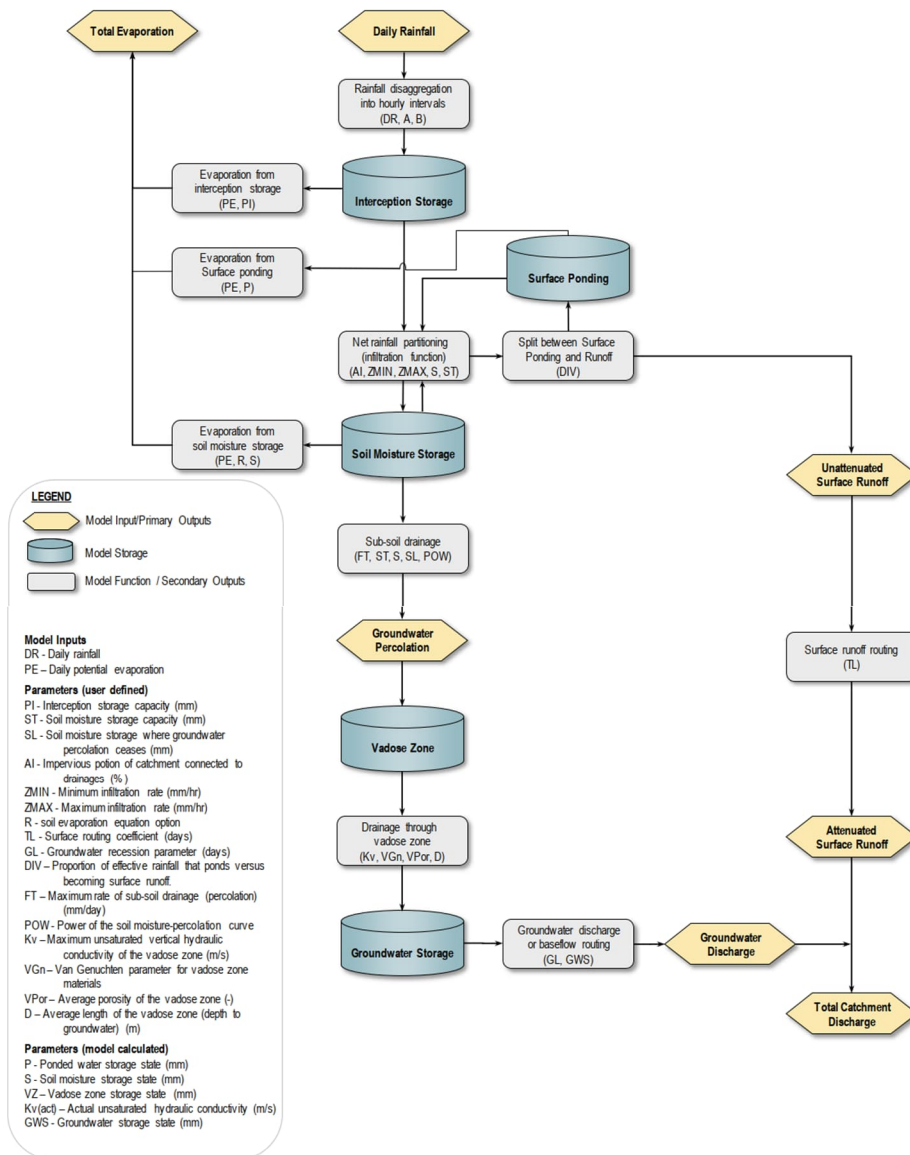 Total Evaporation
Daily Rainfall
Rainfall disaggregation
into hourly intervals
(DR, A, B)
Evaporation from
interception storage
(PE, PI)
Interception Storage
Evaporation from
Surface ponding
(PE, P)
Surface Ponding
Net rainfall partitioning
(infiltration function)
(AI, ZMIN, ZMAX, S, ST)
Split between Surface
Ponding and Runoff
(DIV)
Evaporation from
soil moisture storage
(PE, R, S)
Soil Moisture Storage
Unattenuated
Surface Runoff
Sub-soil drainage
(FT, ST, S, SL, POW)
Groundwater
Percolation
Surface runoff routing
(TL)
Vadose Zone
Drainage through
vadose zone
(Kv, VGn, VPor, D)
Attenuated
Surface Runoff
Groundwater Storage
Groundwater discharge
or baseflow routing
(GL, GWS)
Groundwater
Discharge
Total Catchment
Discharge
LEGEND
Model Input/Primary Outputs
Model Storage
Model Function / Secondary Outputs
Model Inputs
DR - Daily rainfall
PE – Daily potential evaporation
Parameters (user defined)
PI - Interception storage capacity (mm)
ST - Soil moisture storage capacity (mm)
SL - Soil moisture storage where groundwater
percolation ceases (mm)
AI - Impervious potion of catchment connected to
drainages (%)
ZMIN - Minimum infiltration rate (mm/hr)
ZMAX - Maximum infiltration rate (mm/hr)
R - soil evaporation equation option
TL - Surface routing coefficient (days)
GL - Groundwater recession parameter (days)
DIV – Proportion of effective rainfall that ponds versus
becoming surface runoff.
FT – Maximum rate of sub-soil drainage (percolation)
(mm/day)
POW - Power of the soil moisture-percolation curve
Kv – Maximum unsaturated vertical hydraulic
conductivity of the vadose zone (m/s)
VGn – Van Genuchten parameter for vadose zone
materials
VPor – Average porosity of the vadose zone (-)
D – Average length of the vadose zone (depth to
groundwater) (m)
Parameters (model calculated)
P - Ponded water storage state (mm)
S - Soil moisture storage state (mm)
VZ – Vadose zone storage state (mm)
Kv(act) – Actual unsaturated hydraulic conductivity (m/s)
GWS - Groundwater storage state (mm)